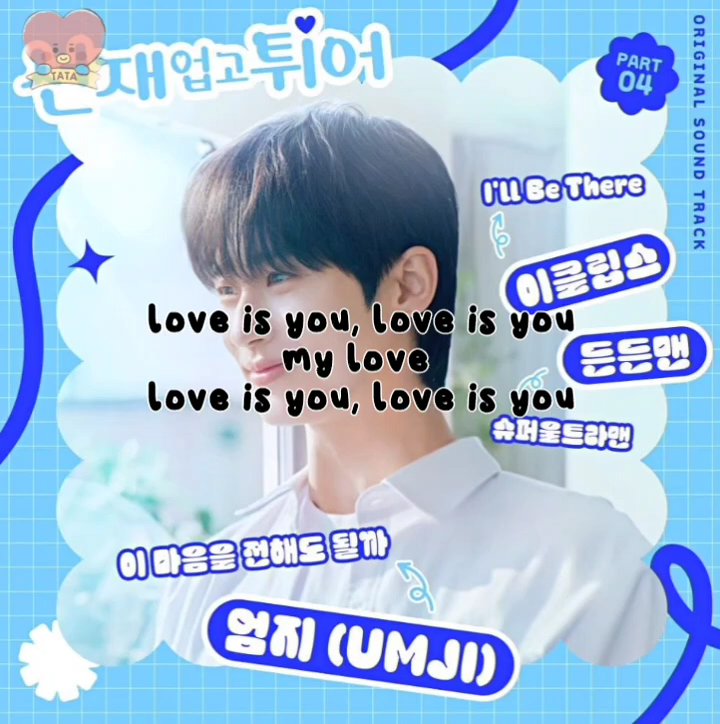 TATA
재업고튀어
PART
04
ORIGINAL SOUND TRACK
I'll Be There
이클립스
Love is you, Love is you
my love
든든맨
Love is you, Love is you
슈퍼울트라맨
이 마음을 전해도 될까
엄지 (UMJI)